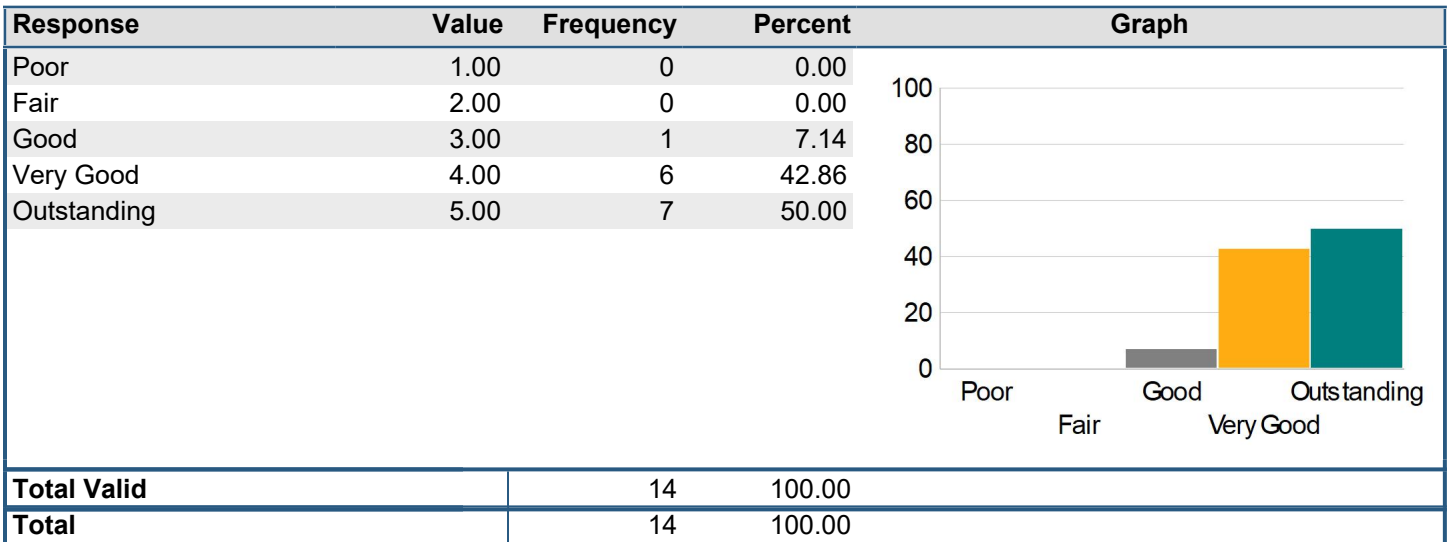 Response Value Frequency Percent Graph
Poor 1.00 0 0.00
Fair 2.00 0 0.00
Good 3.00 1 7.14
Very Good 4.00 6 42.86
Outstanding 5.00 7 50.00
100
80
60
40
20
0
Poor Good Outstanding
Fair Very Good
Total Valid 14 100.00
Total 14 100.00